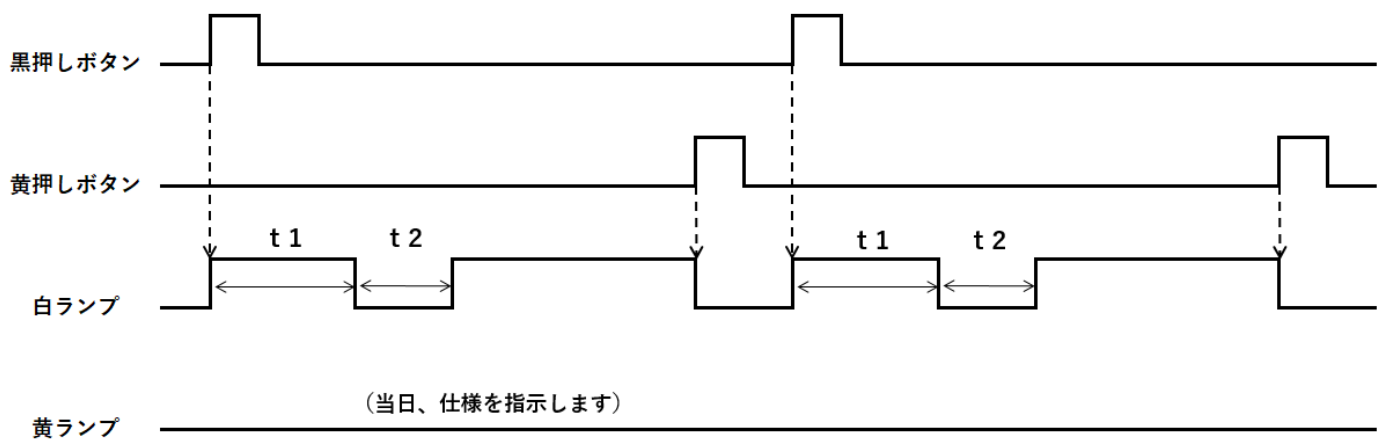 黒押しボタン
黄押しボタン
t 1
t 2
t 1
t 2
白ランプ
（当日、仕様を指示します）
黄ランプ